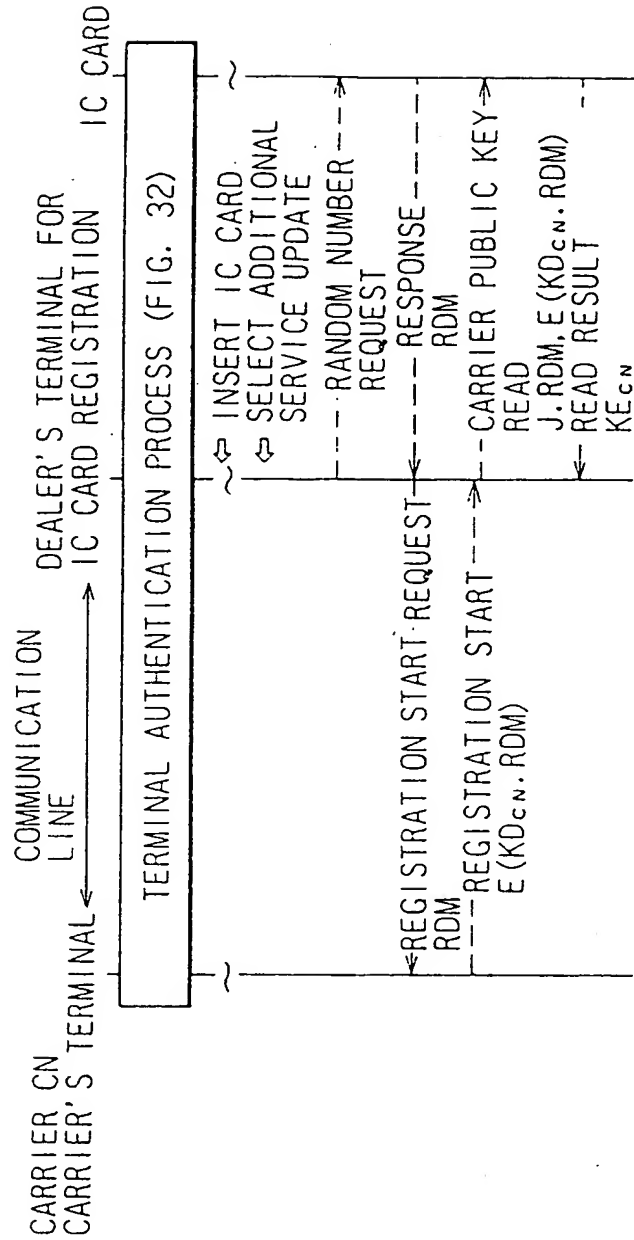 CARRIER CN
CARRIER'S TERMINAL
COMMUNICATION
LINE
DEALER'S TERMINAL FOR
IC CARD REGISTRATION
IC CARD
TERMINAL AUTHENTICATION PROCESS (FIG. 32)
INSERT IC CARD
SELECT ADDITIONAL
SERVICE UPDATE
RANDOM NUMBER
REQUEST
RESPONSE
RDM
REGISTRATION START REQUEST
RDM
REGISTRATION START
E(KDCN.RDM)
CARRIER PUBLIC KEY
READ
J.RDM,E(KDCN.RDM)
READ RESULT
KECN